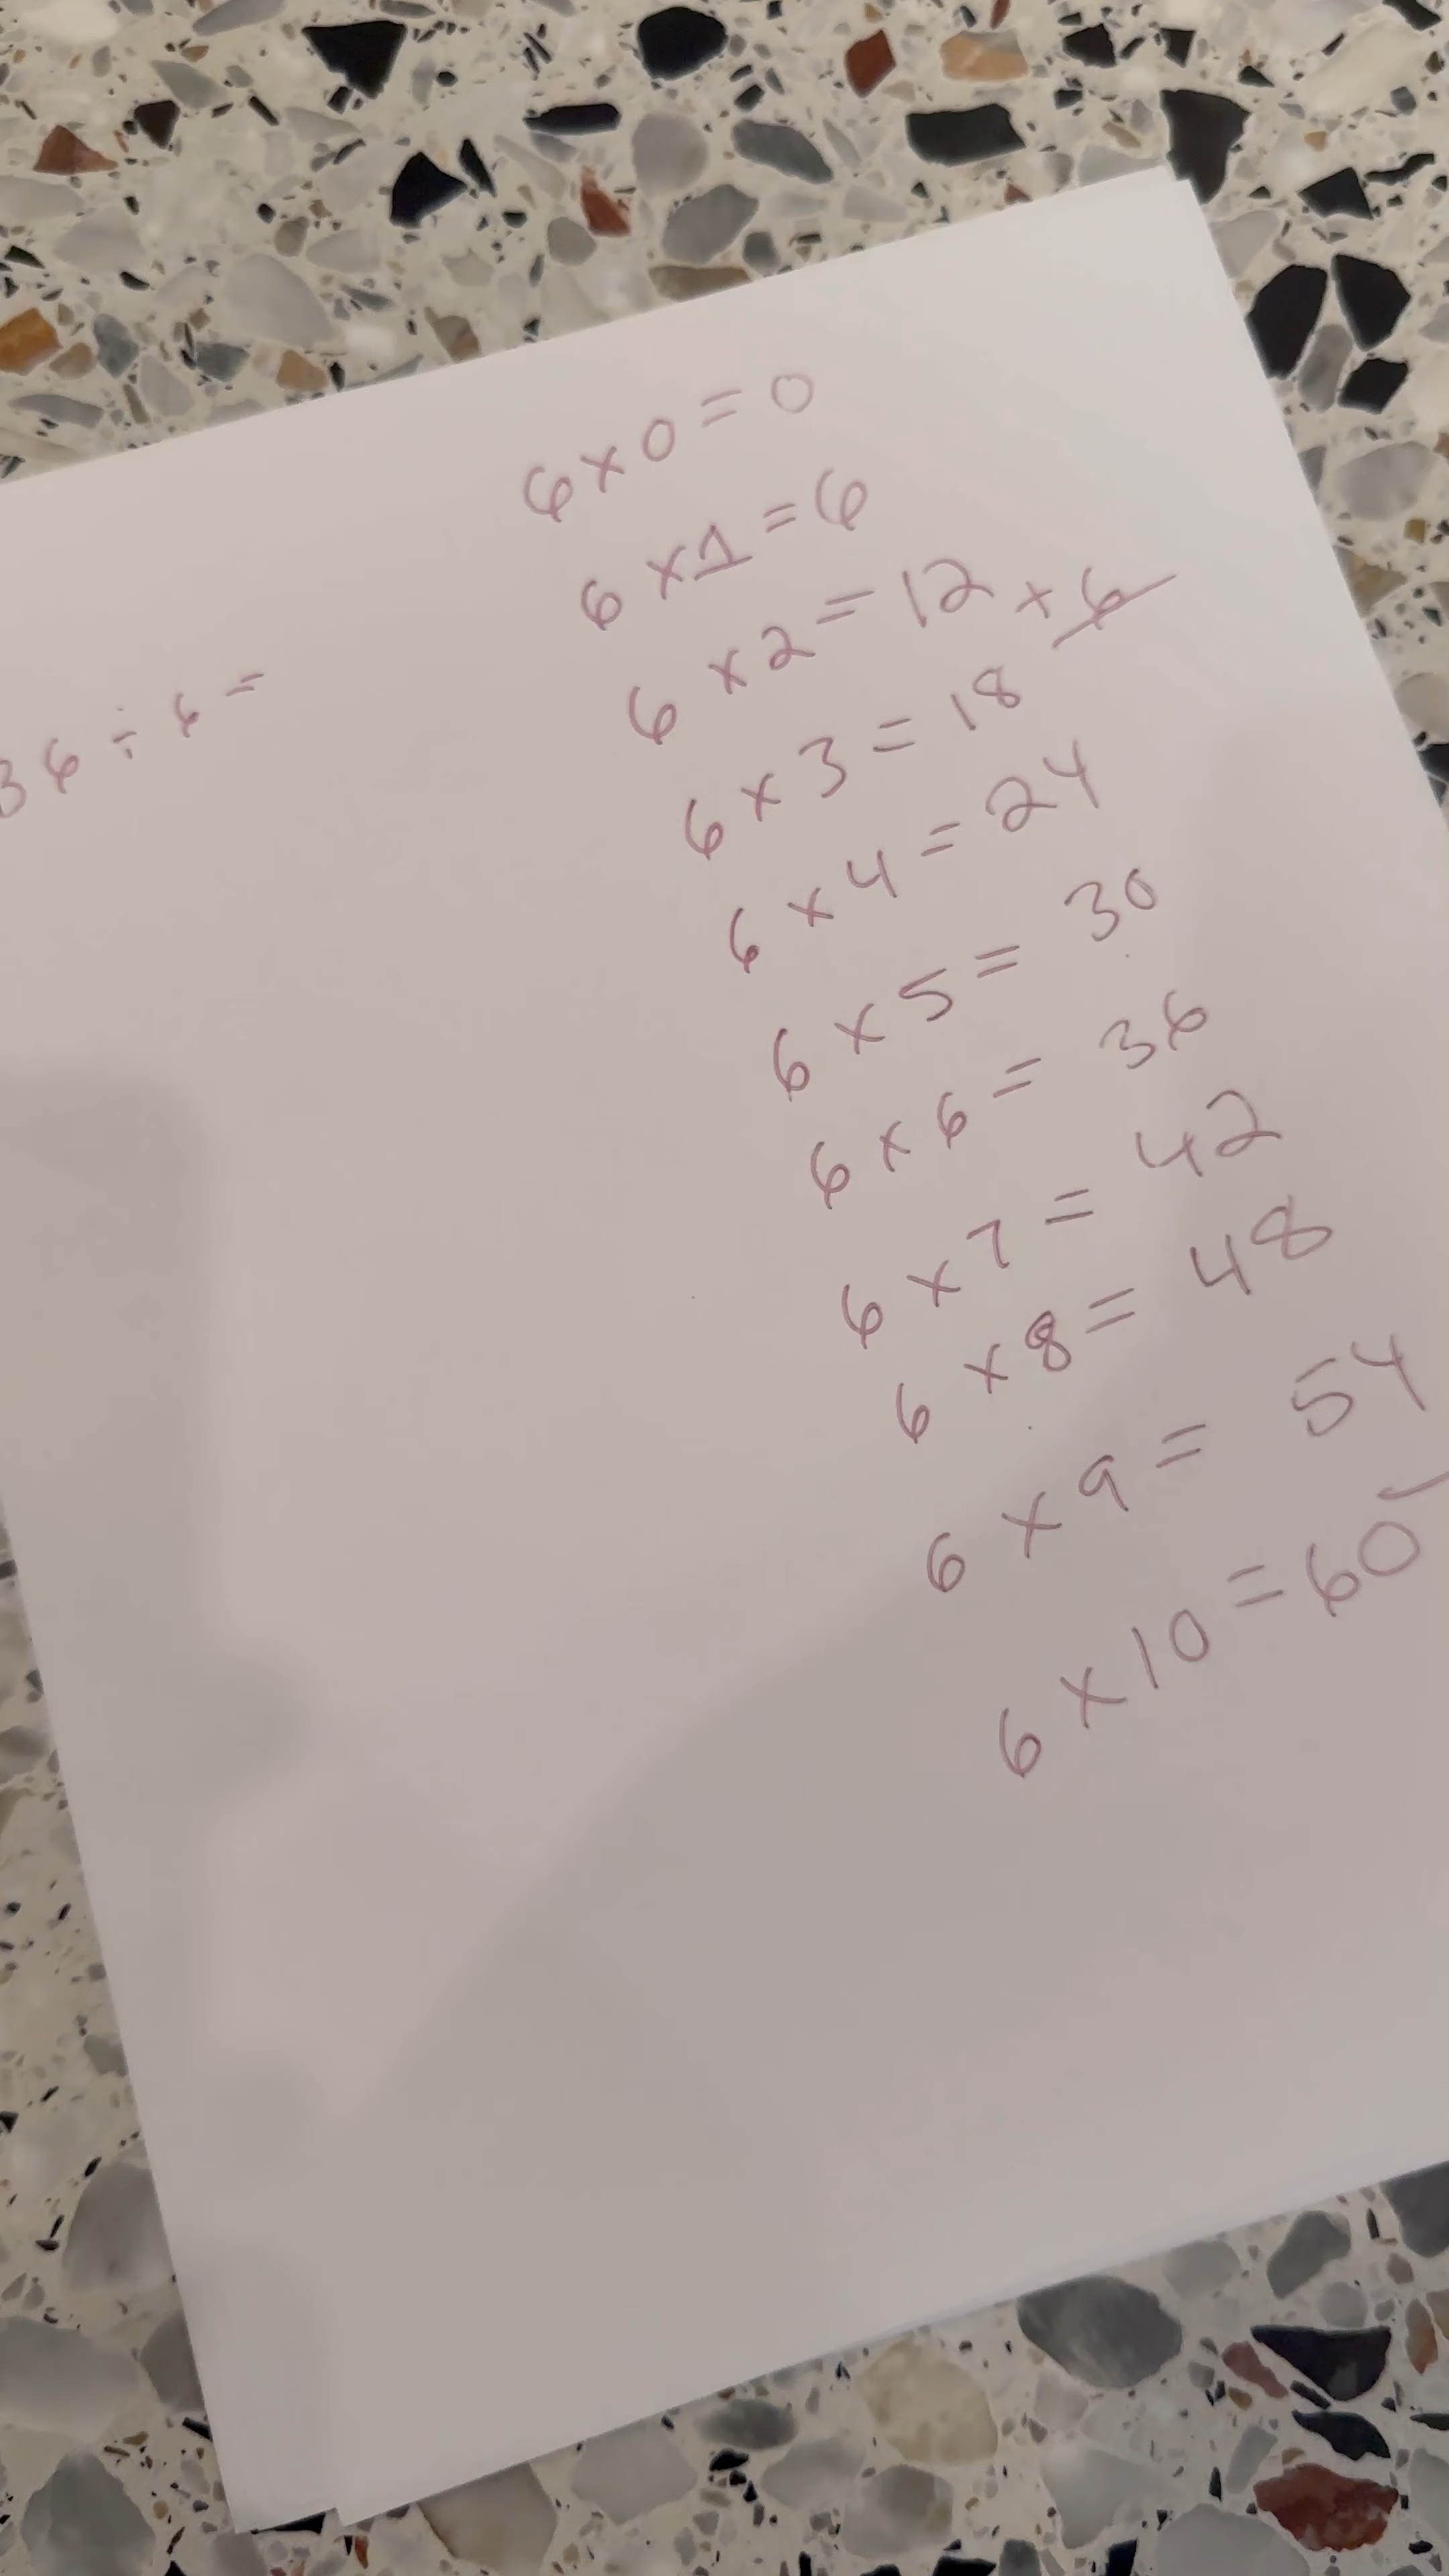 6 x 0 = 0
6 x 1 = 6
6 x 2 = 12 x 6
6 x 3 = 18
6 x 4 = 24
6 x 5 = 30
6 x 6 = 36
6 x 7 = 42
6 x 8 = 48
6 x 9 = 54
6 x 10 = 60
36 ÷ 6 =